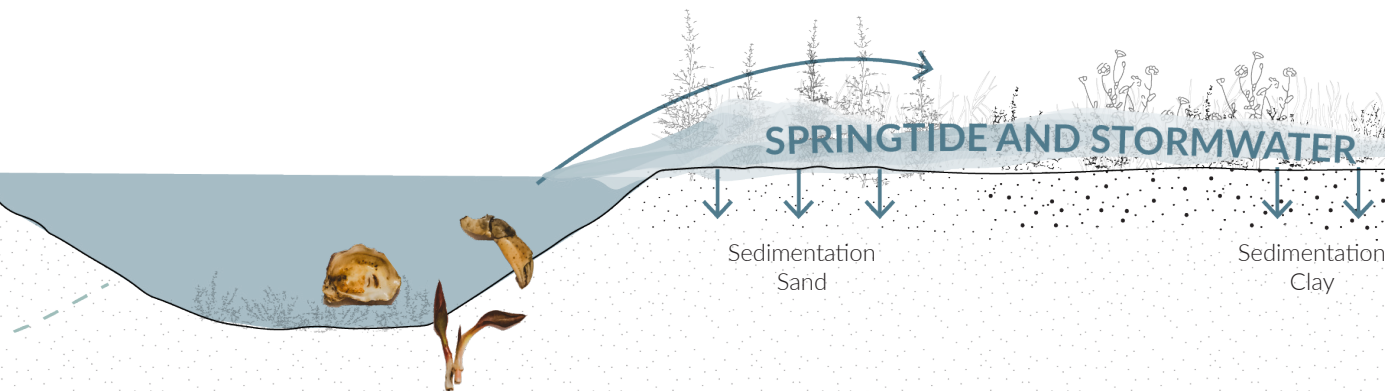 SPRINGTIDE AND STORMWATER
Sedimentation
Sand
Sedimentation
Clay